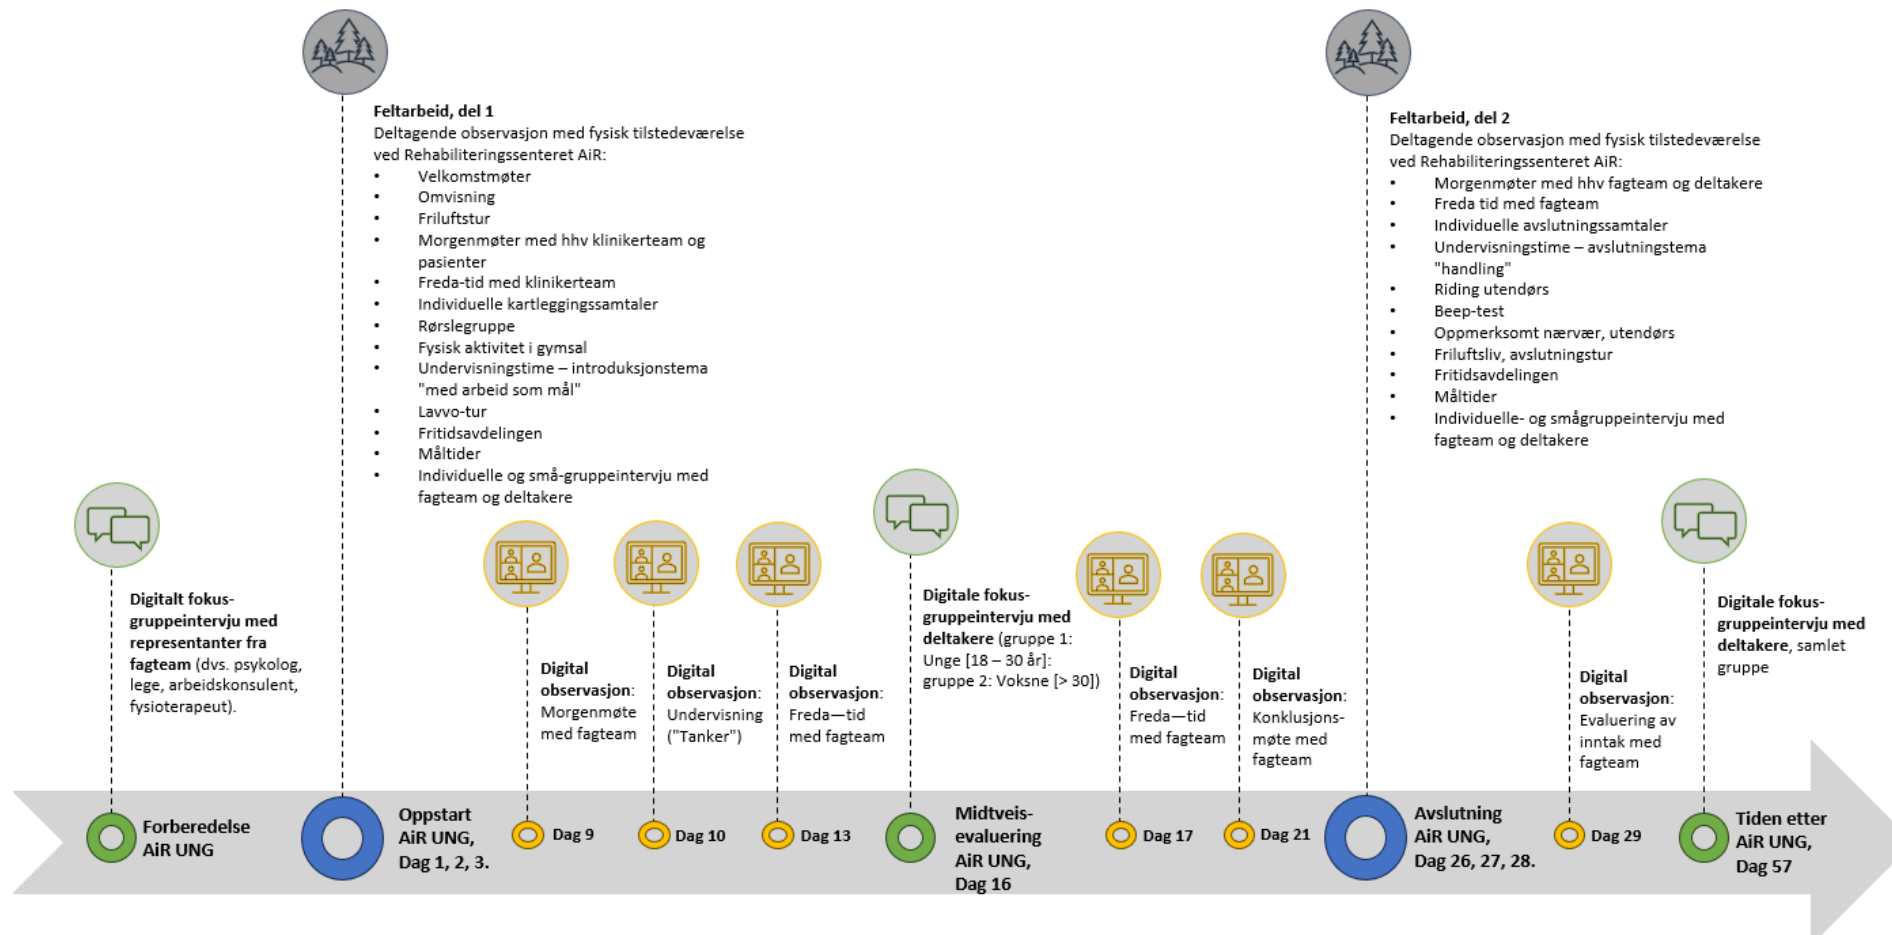 Feltarbeid, del 1
Deltagende observasjon med fysisk tilstedeværelse
ved Rehabiliteringssenteret AiR:
• Velkomstmøter
• Omvisning
• Friluftstur
• Morgenmøter med hhv klinikerteam og
pasienter
• Freda-tid med klinikerteam
• Individuelle kartleggingssamtaler
• Rørslegruppe
• Fysisk aktivitet i gymsal
• Undervisningstime – introduksjonstema
"med arbeid som mål"
• Lavvo-tur
• Fritidsavdelingen
• Måltider
• Individuelle og små-gruppeintervju med
fagteam og deltakere
Feltarbeid, del 2
Deltagende observasjon med fysisk tilstedeværelse
ved Rehabiliteringssenteret AiR:
• Morgenmøter med hhv fagteam og deltakere
• Freda tid med fagteam
• Individuelle avslutningssamtaler
• Undervisningstime – avslutningstema
"handling"
• Riding utendørs
• Beep-test
• Oppmerksomt nærvær, utendørs
• Friluftsliv, avslutningstur
• Fritidsavdelingen
• Måltider
• Individuelle- og smågruppeintervju med
fagteam og deltakere
Digitalt fokus-
gruppeintervju med
representanter fra
fagteam (dvs. psykolog,
lege, arbeidskonsulent,
fysioterapeut).
Digital
observasjon:
Morgenmøte
med fagteam
Digital
observasjon:
Undervisning
("Tanker")
Digital
observasjon:
Freda—tid
med fagteam
Digitale fokus-
gruppeintervju med
deltakere (gruppe 1:
Unge [18 – 30 år]:
gruppe 2: Voksne [> 30])
Digital
observasjon:
Freda—tid
med fagteam
Digital
observasjon:
Konklusjons-
møte med
fagteam
Digital
observasjon:
Evaluering av
inntak med
fagteam
Digitale fokus-
gruppeintervju med
deltakere, samlet
gruppe
Forberedelse
AiR UNG
Oppstart
AiR UNG,
Dag 1, 2, 3.
Dag 9
Dag 10
Dag 13
Midtveis-
evaluering
AiR UNG,
Dag 16
Dag 17
Dag 21
Avslutning
AiR UNG,
Dag 26, 27, 28.
Dag 29
Tiden etter
AiR UNG,
Dag 57